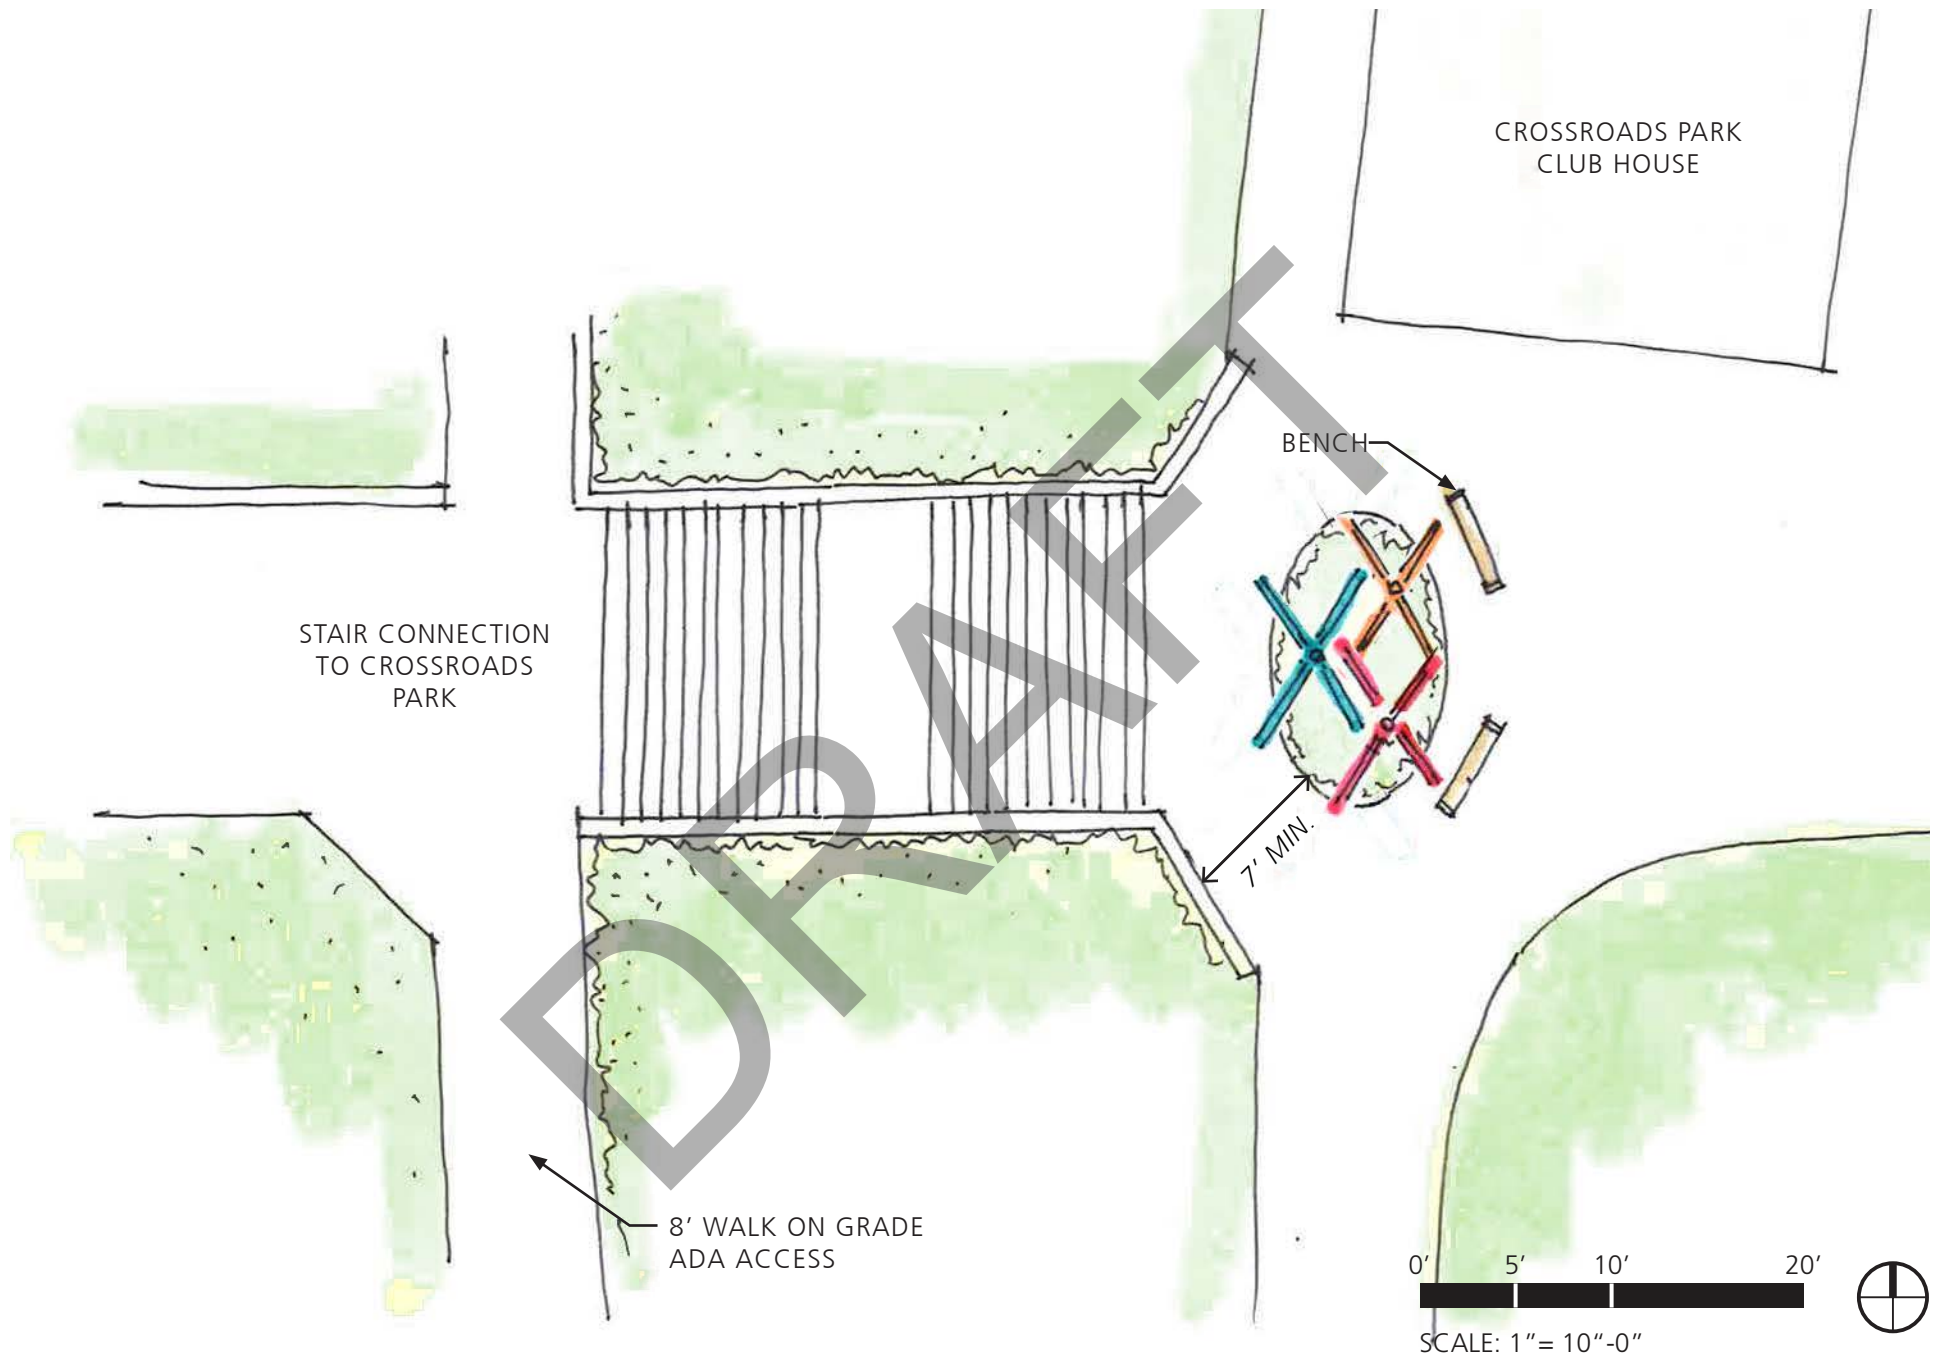 CROSSROADS PARK
CLUB HOUSE
BENCH
STAIR CONNECTION
TO CROSSROADS
PARK
DRAFT
7’ MIN.
8’ WALK ON GRADE
ADA ACCESS
0’ 5’ 10’ 20’
SCALE: 1”= 10”-0”